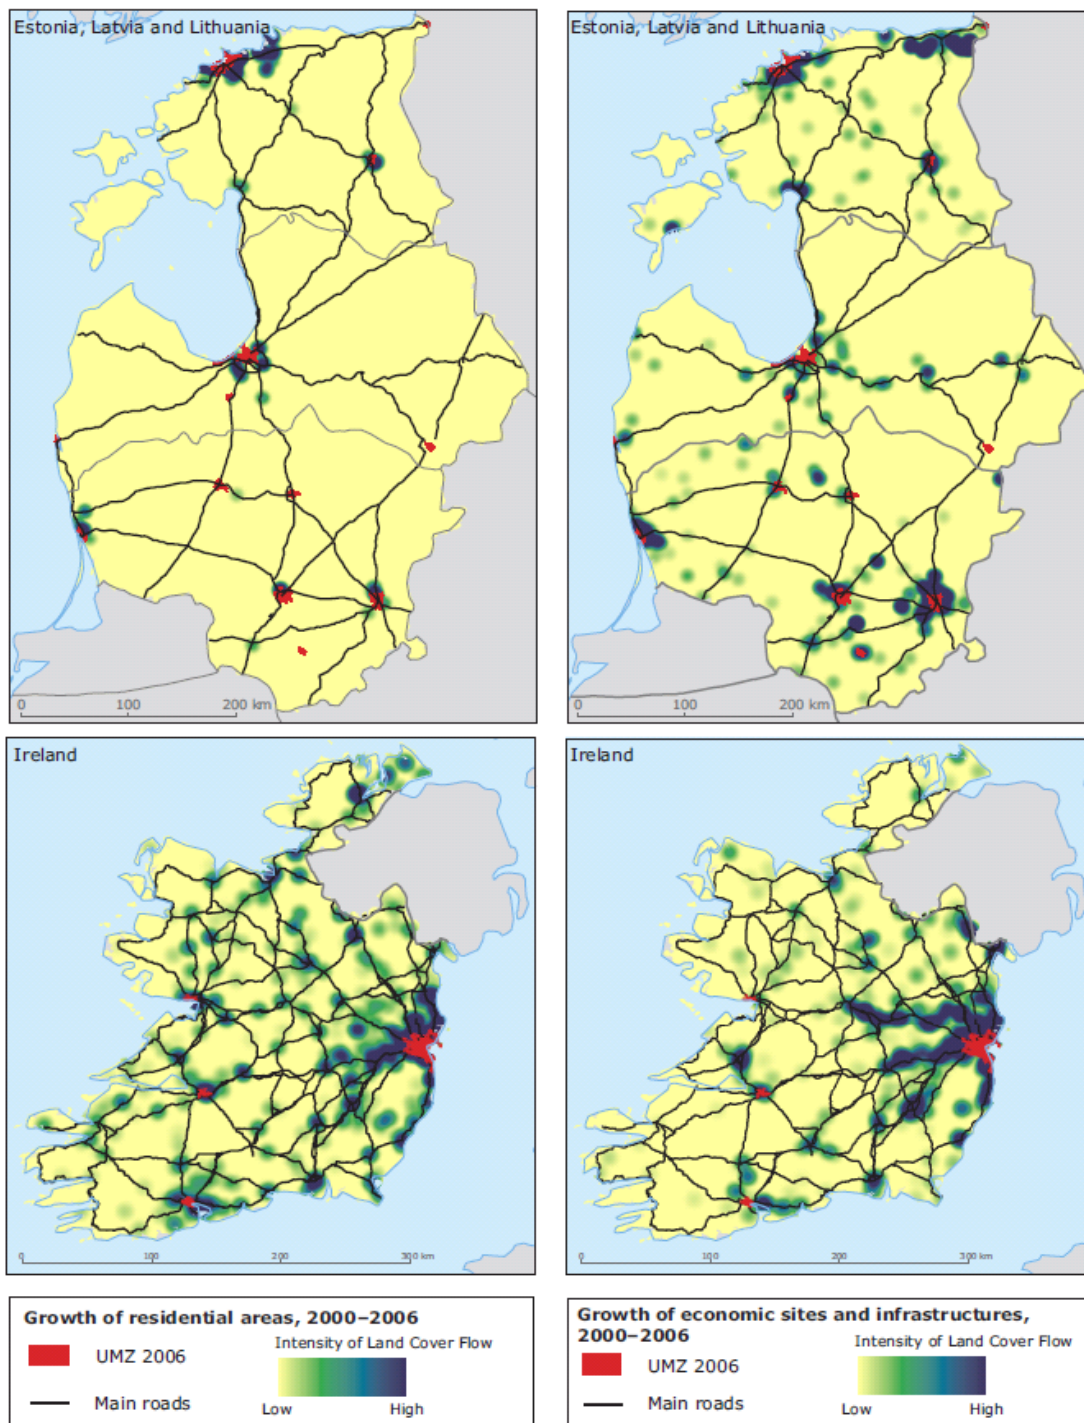 Estonia, Latvia and Lithuania
0 100 200 km
Estonia, Latvia and Lithuania
0 100 200 km
Ireland
0 100 200 300 km
Ireland
0 100 200 300 km
Growth of residential areas, 2000–2006
Intensity of Land Cover Flow
UMZ 2006
Main roads
Low High
Growth of economic sites and infrastructures,
2000–2006
Intensity of Land Cover Flow
UMZ 2006
Main roads
Low High